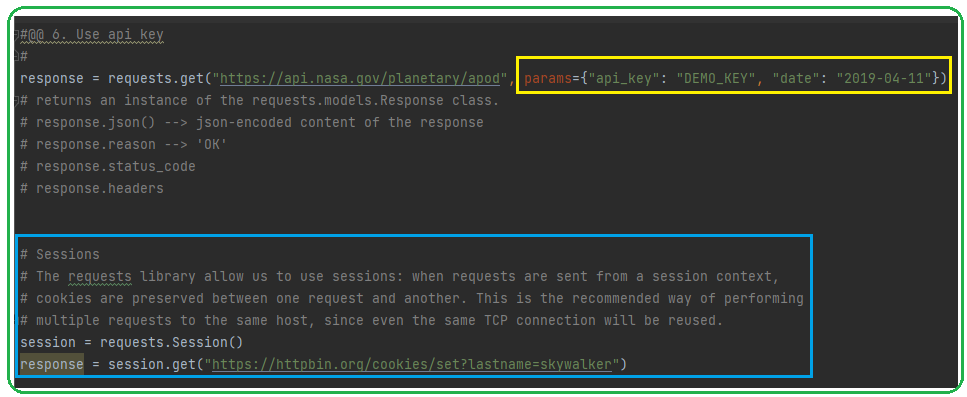 #@@ 6. Use api key
#
response = requests.get("https://api.nasa.gov/planetary/apod", params={"api_key": "DEMO_KEY", "date": "2019-04-11"})
# returns an instance of the requests.models.Response class.
# response.json() --> json-encoded content of the response
# response.reason --> 'OK'
# response.status_code
# response.headers
# Sessions
# The requests library allow us to use sessions: when requests are sent from a session context,
# cookies are preserved between one request and another. This is the recommended way of performing
# multiple requests to the same host, since even the same TCP connection will be reused.
session = requests.Session()
response = session.get("https://httpbin.org/cookies/set?lastname=skywalker")